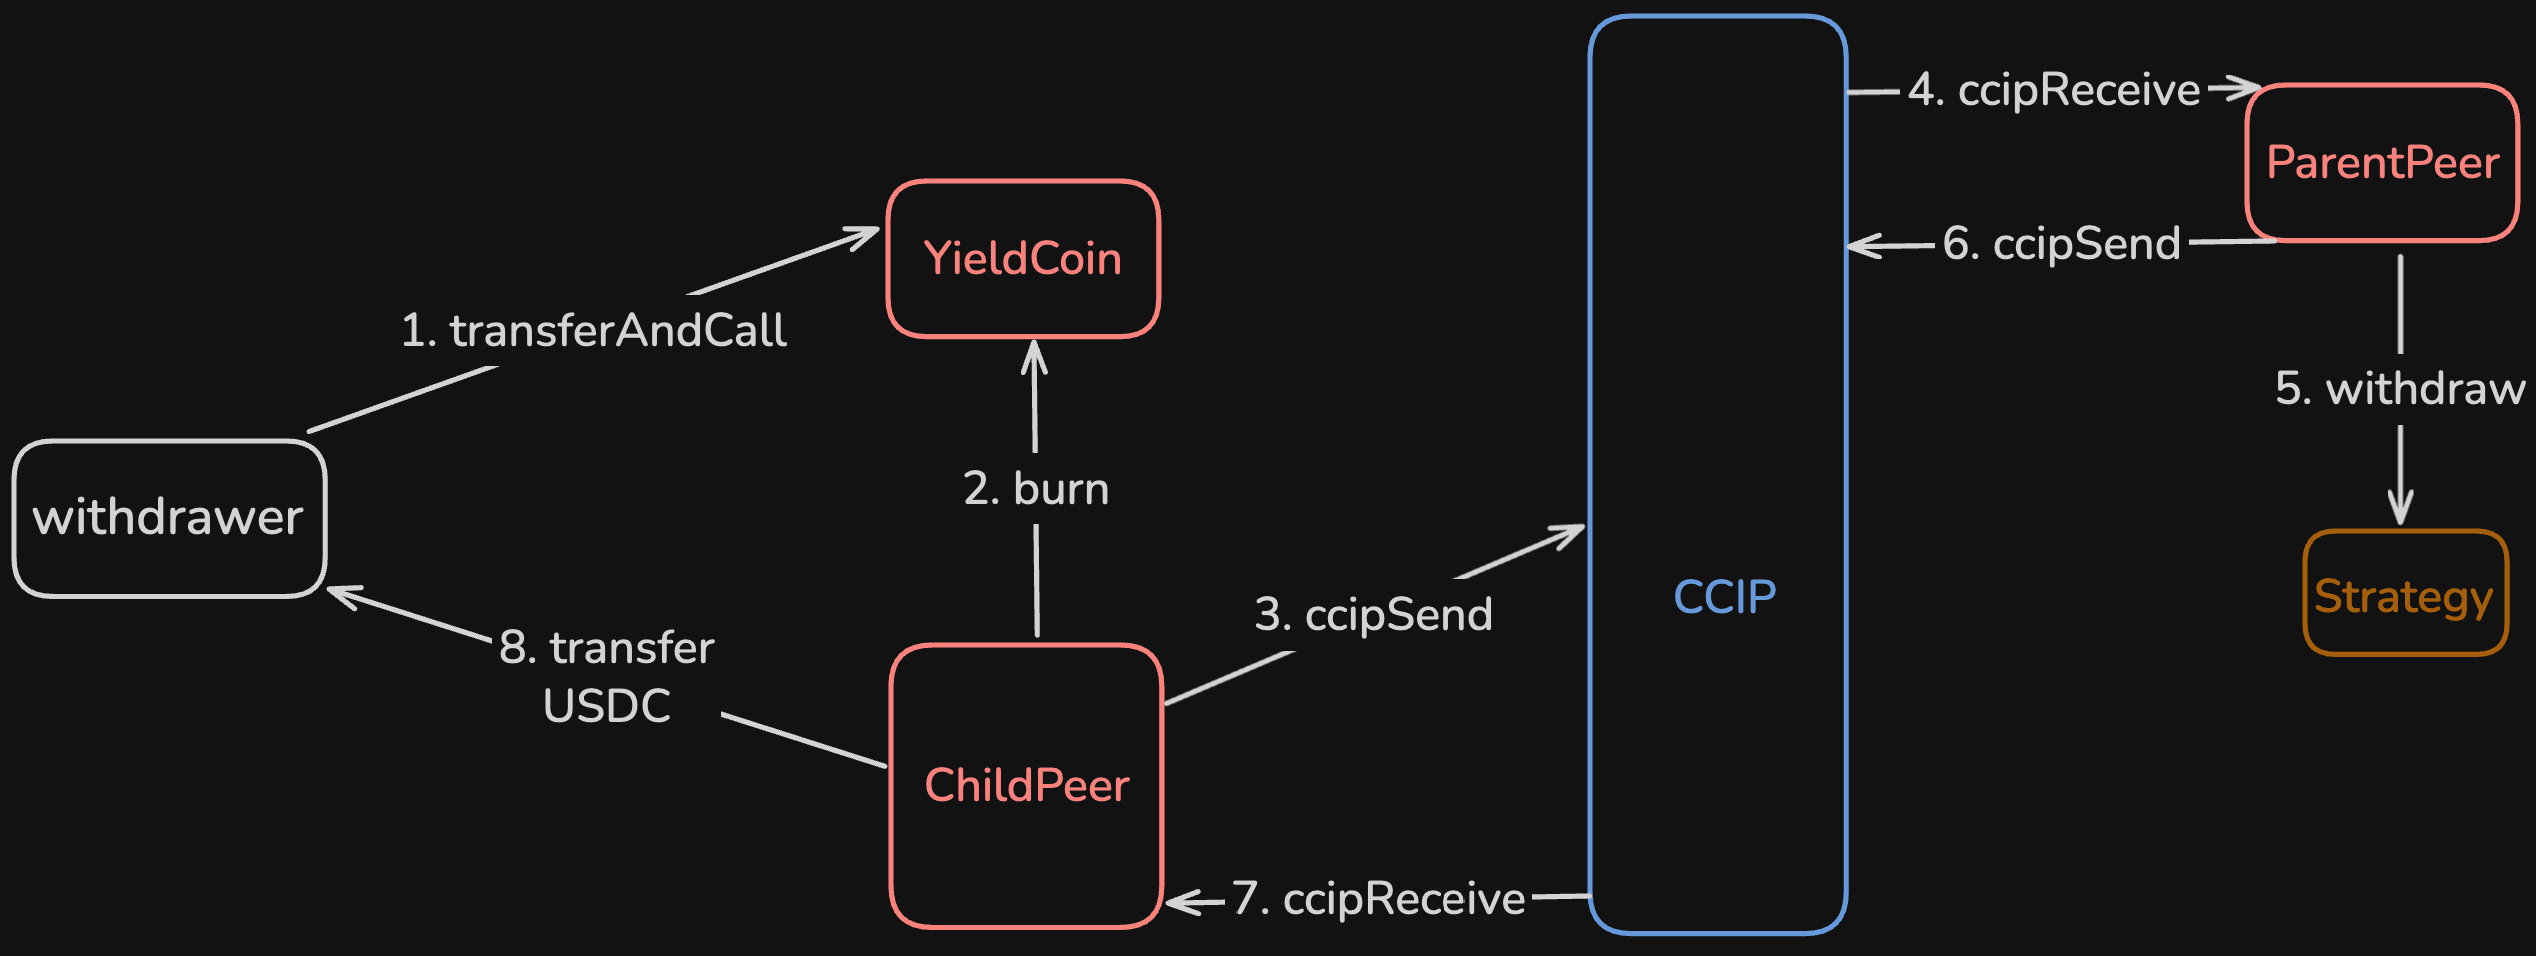 4. ccipReceive
ParentPeer
YieldCoin
6. ccipSend
1. transferAndCall
5. withdraw
2. burn
withdrawer
CCIP
Strategy
3. ccipSend
8. transfer
USDC
ChildPeer
7. ccipReceive